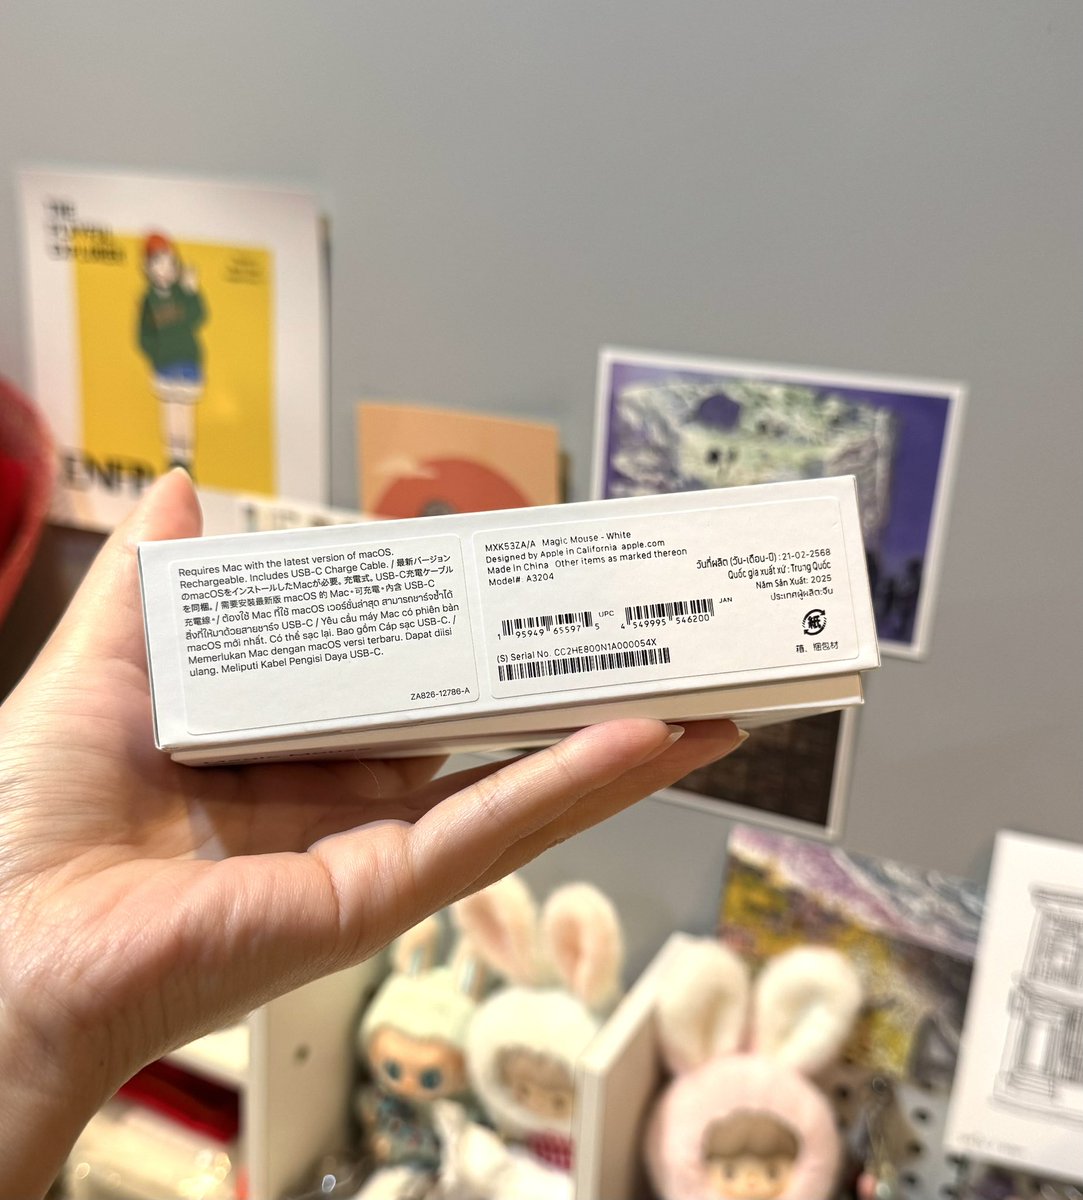 Requires Mac with the latest version of macOS.
Rechargeable. Includes USB-C Charge Cable. / 最新バージョン
のmacOSをインストールしたMacが必要。充電式。USB-C充電ケーブル
を同梱。/ 需要安裝最新版 macOS 的 Mac。可充電。內含 USB-C
充電線。/ ต้องใช้ Mac ที่ใช้ macOS เวอร์ชั่นล่าสุด สามารถชาร์จซ้ำได้
สิ่งที่ให้มาด้วยสายชาร์จ USB-C / Yêu cầu máy Mac có phiên bản
macOS mới nhất. Có thể sạc lại. Bao gồm Cáp sạc USB-C. /
Memerlukan Mac dengan macOS versi terbaru. Dapat diisi
ulang. Meliputi Kabel Pengisi Daya USB-C.
ZA826-12786-A
MXK53ZA/A Magic Mouse - White
Designed by Apple in California apple.com
Made in China Other items as marked thereon
Model# A3204
วันที่ผลิต (วัน-เดือน-ปี) : 21-02-2568
Quốc gia xuất xứ : Trung Quốc
Năm Sản Xuất: 2025
ประเทศผู้ผลิต:จีน
UPC
1 95949 65597 5
JAN
4 549995 546200
(S) Serial No. CC2HE800N1A000054X
紙
箱、梱包材